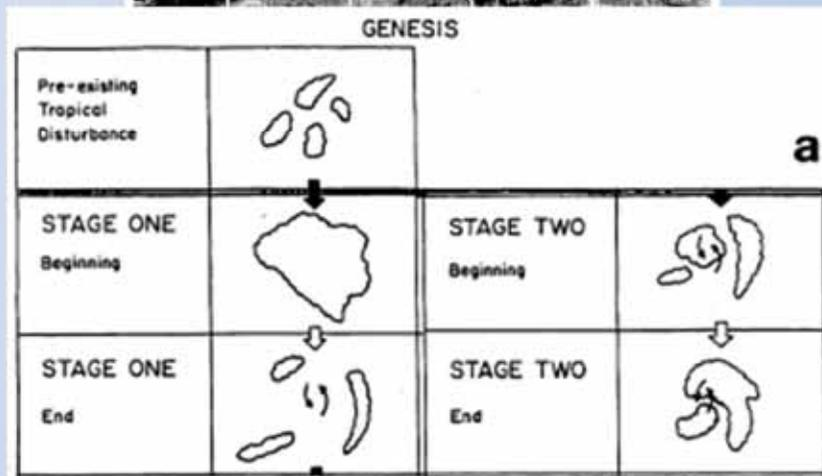 GENESIS
Pre-existing
Tropical
Disturbance
a
STAGE ONE
Beginning
STAGE ONE
End
STAGE TWO
Beginning
STAGE TWO
End